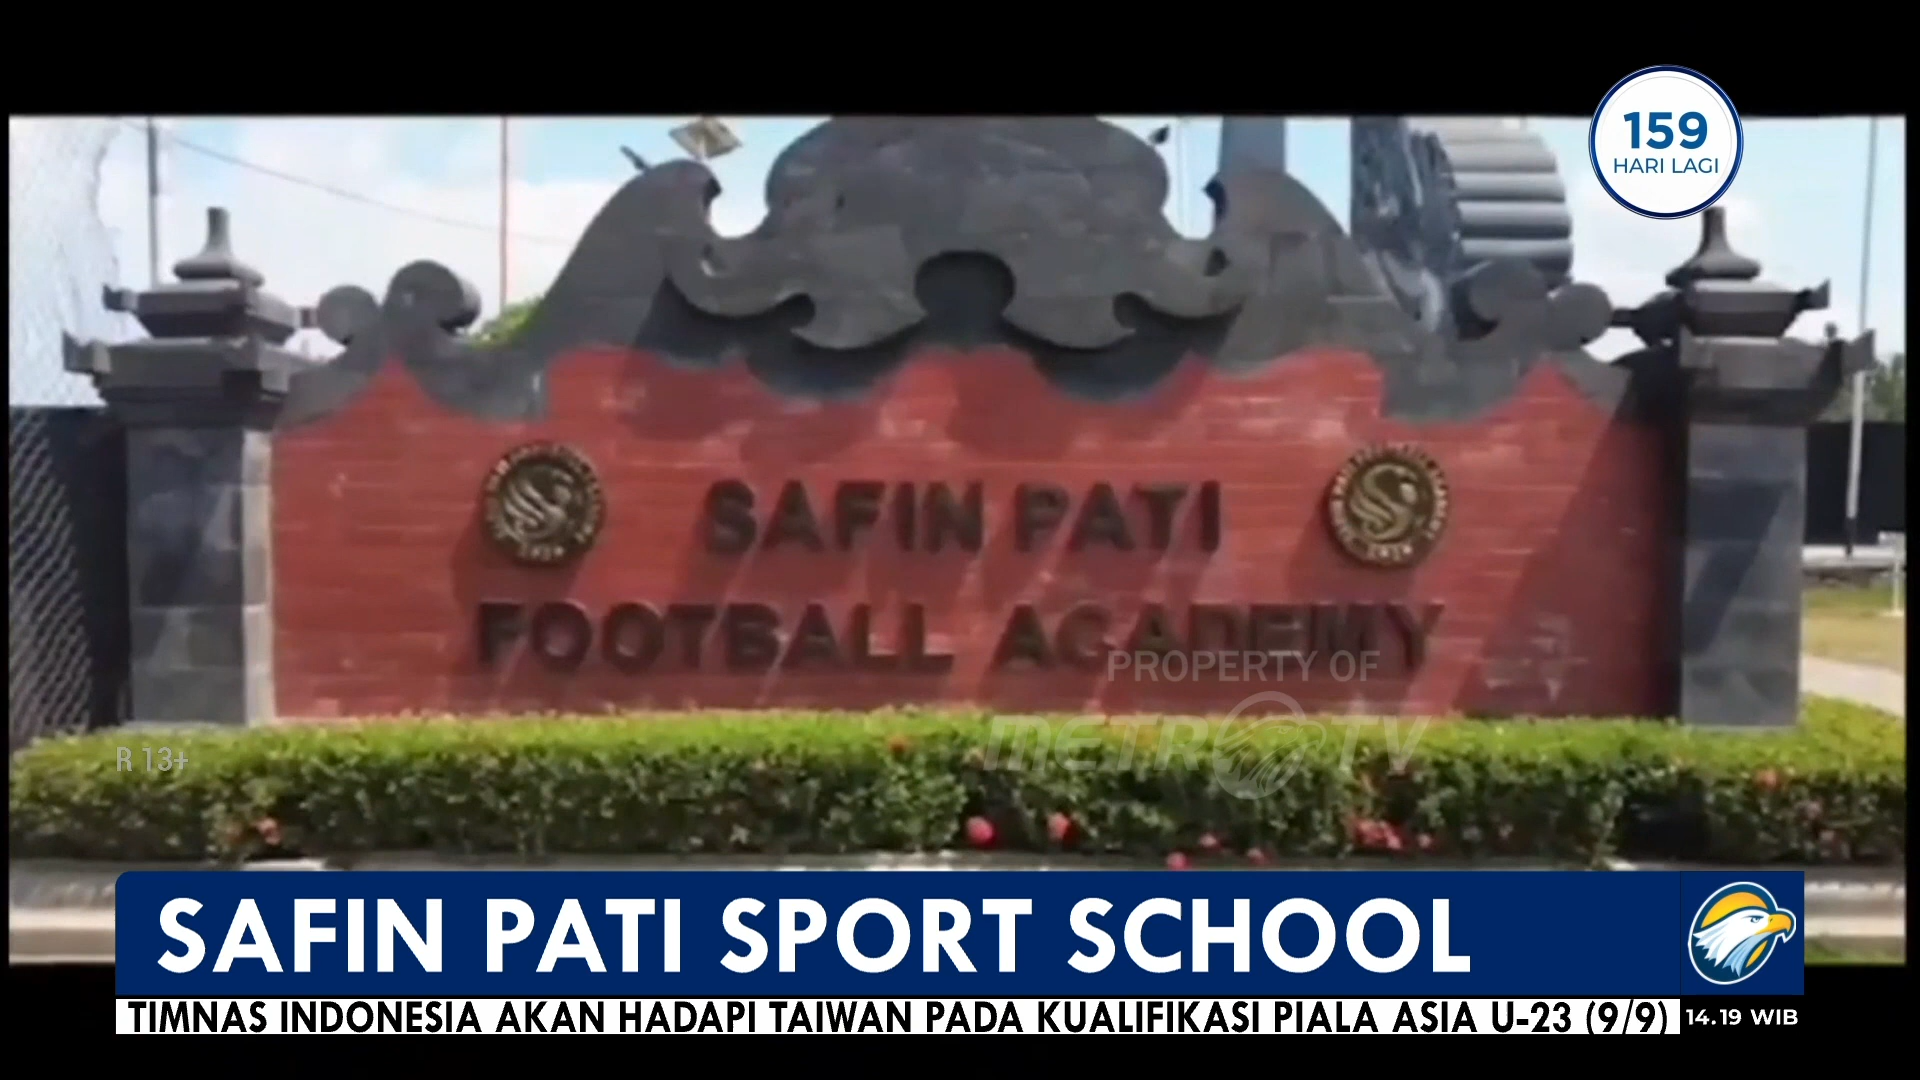 159
HARI LAGI
SAFIN PATI
FOOTBALL ACADEMY
PROPERTY OF
METRO TV
R 13+
SAFIN PATI SPORT SCHOOL
TIMNAS INDONESIA AKAN HADAPI TAIWAN PADA KUALIFIKASI PIALA ASIA U-23 (9/9)
14.19 WIB